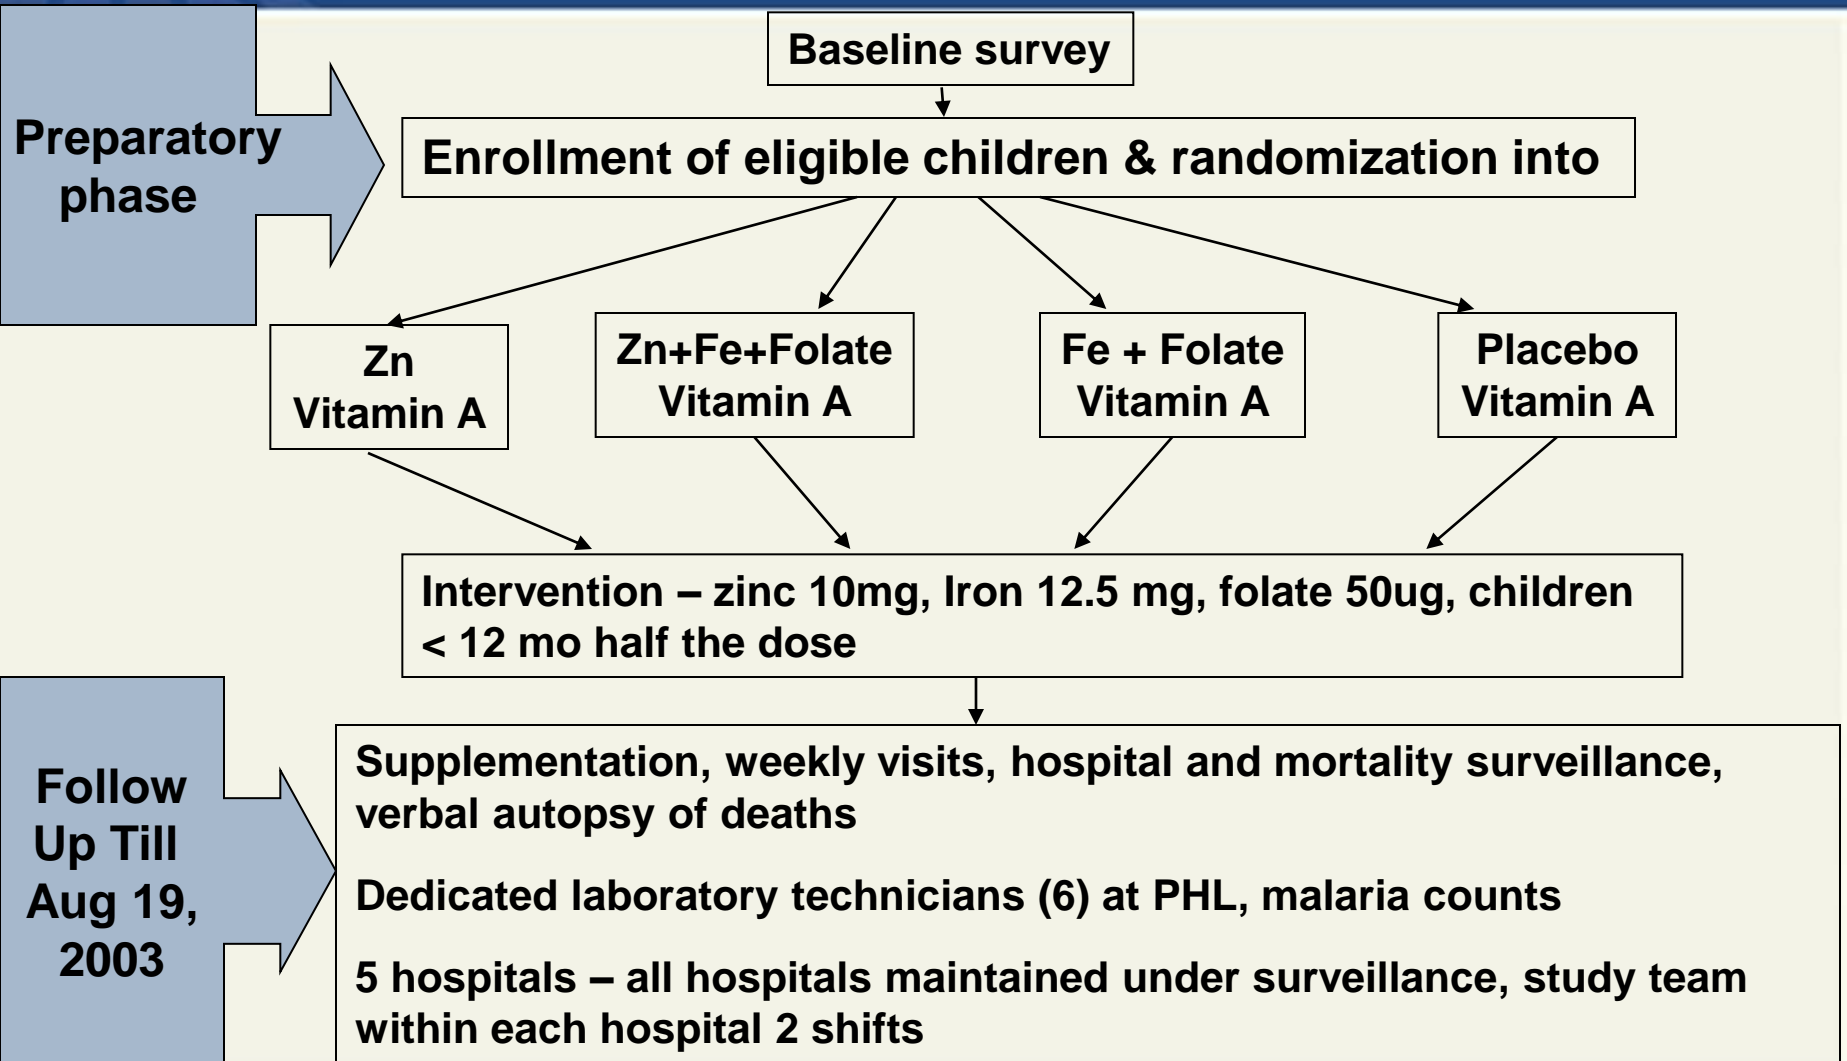 Baseline survey
Preparatory
phase
Enrollment of eligible children & randomization into
Zn
Vitamin A
Zn+Fe+Folate
Vitamin A
Fe + Folate
Vitamin A
Placebo
Vitamin A
Intervention – zinc 10mg, Iron 12.5 mg, folate 50ug, children
< 12 mo half the dose
Follow
Up Till
Aug 19,
2003
Supplementation, weekly visits, hospital and mortality surveillance,
verbal autopsy of deaths
Dedicated laboratory technicians (6) at PHL, malaria counts
5 hospitals – all hospitals maintained under surveillance, study team
within each hospital 2 shifts